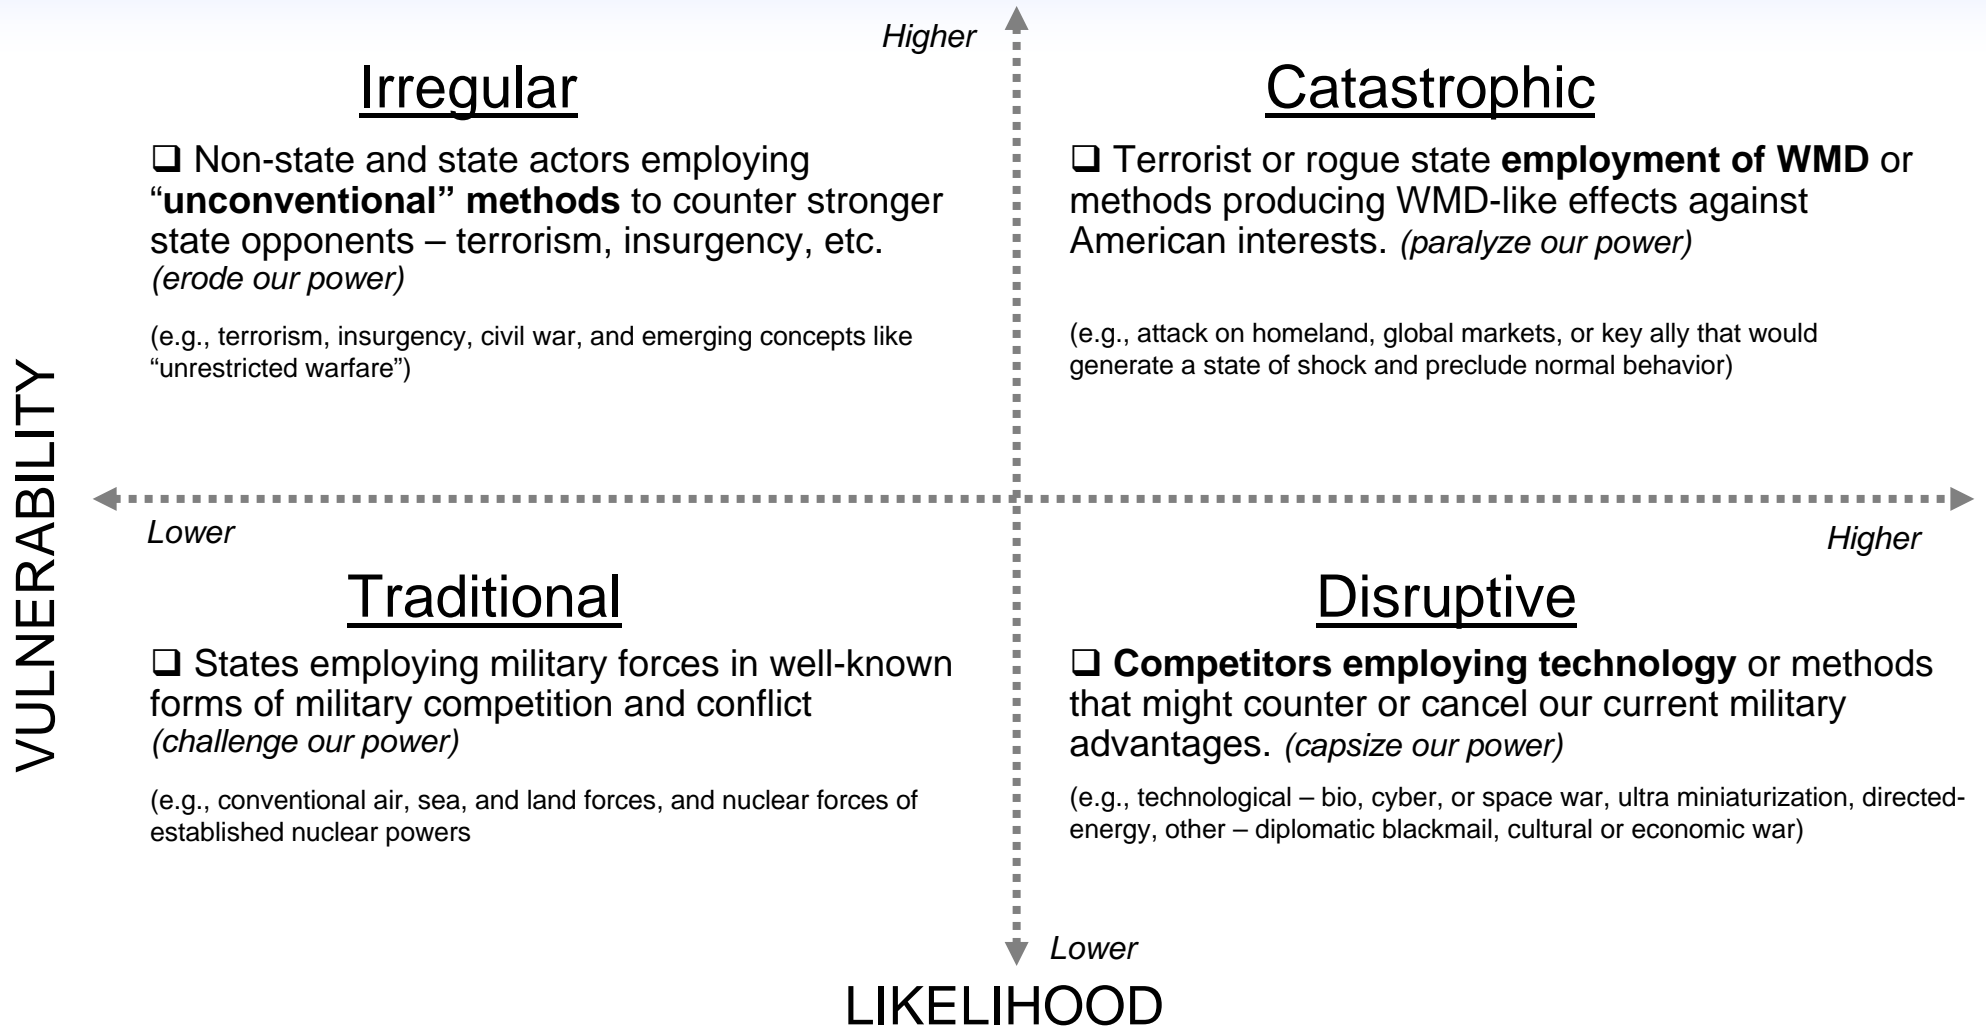 Higher
Irregular
❑ Non-state and state actors employing
“unconventional” methods to counter stronger
state opponents – terrorism, insurgency, etc.
(erode our power)
(e.g., terrorism, insurgency, civil war, and emerging concepts like
“unrestricted warfare”)
Catastrophic
❑ Terrorist or rogue state employment of WMD or
methods producing WMD-like effects against
American interests. (paralyze our power)
(e.g., attack on homeland, global markets, or key ally that would
generate a state of shock and preclude normal behavior)
VULNERABILITY
Lower
Higher
Traditional
❑ States employing military forces in well-known
forms of military competition and conflict
(challenge our power)
(e.g., conventional air, sea, and land forces, and nuclear forces of
established nuclear powers
Disruptive
❑ Competitors employing technology or methods
that might counter or cancel our current military
advantages. (capsize our power)
(e.g., technological – bio, cyber, or space war, ultra miniaturization, directed-
energy, other – diplomatic blackmail, cultural or economic war)
Lower
LIKELIHOOD